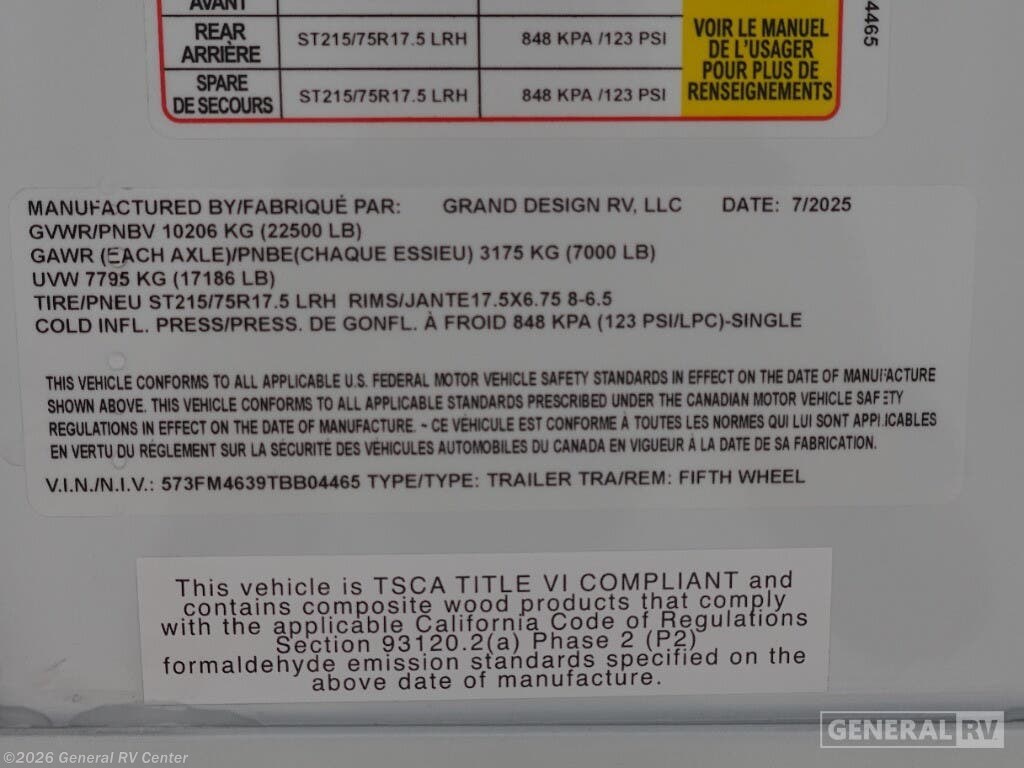 AVANT
REAR
ARRIÈRE
ST215/75R17.5 LRH
848 KPA /123 PSI
SPARE
DE SECOURS
ST215/75R17.5 LRH
848 KPA /123 PSI
VOIR LE MANUEL
DE L'USAGER
POUR PLUS DE
RENSEIGNEMENTS
4465
MANUFACTURED BY/FABRIQUÉ PAR: GRAND DESIGN RV, LLC DATE: 7/2025
GVWR/PNBV 10206 KG (22500 LB)
GAWR (EACH AXLE)/PNBE(CHAQUE ESSIEU) 3175 KG (7000 LB)
UVW 7795 KG (17186 LB)
TIRE/PNEU ST215/75R17.5 LRH RIMS/JANTE17.5X6.75 8-6.5
COLD INFL. PRESS/PRESS. DE GONFL. À FROID 848 KPA (123 PSI/LPC)-SINGLE
THIS VEHICLE CONFORMS TO ALL APPLICABLE U.S. FEDERAL MOTOR VEHICLE SAFETY STANDARDS IN EFFECT ON THE DATE OF MANUFACTURE
SHOWN ABOVE. THIS VEHICLE CONFORMS TO ALL APPLICABLE STANDARDS PRESCRIBED UNDER THE CANADIAN MOTOR VEHICLE SAFETY
REGULATIONS IN EFFECT ON THE DATE OF MANUFACTURE. ~ CE VÉHICULE EST CONFORME À TOUTES LES NORMES QUI LUI SONT APPLICABLES
EN VERTU DU RÉGLEMENT SUR LA SÉCURITÉ DES VÉHICULES AUTOMOBILES DU CANADA EN VIGUEUR À LA DATE DE SA FABRICATION.
V.I.N./N.I.V.: 573FM4639TBB04465 TYPE/TYPE: TRAILER TRA/REM: FIFTH WHEEL
This vehicle is TSCA TITLE VI COMPLIANT and
contains composite wood products that comply
with the applicable California Code of Regulations
Section 93120.2(a) Phase 2 (P2)
formaldehyde emission standards specified on the
above date of manufacture.
GENERAL RV
©2026 General RV Center